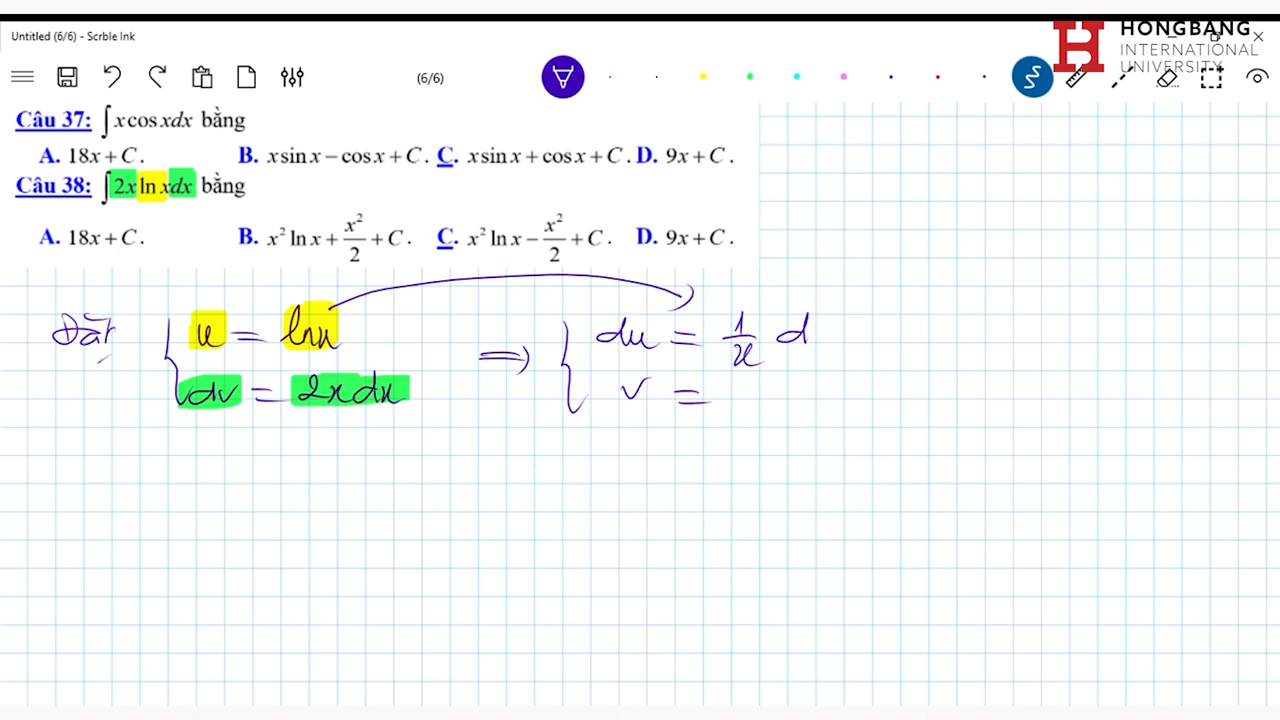 Untitled (6/6) - Scrble Ink
HONGBANG
INTERNATIONAL
UNIVERSITY
(6/6)
Câu 37: ∫ x cos x dx bằng
A. 18x + C. B. x sin x − cos x + C. C. x sin x + cos x + C. D. 9x + C.
Câu 38: ∫ 2x ln x dx bằng
A. 18x + C. B. x² ln x + x²/2 + C. C. x² ln x − x²/2 + C. D. 9x + C.
Đặt { u = lnx ⟹ { du = 1/x d
dv = 2xdx v =